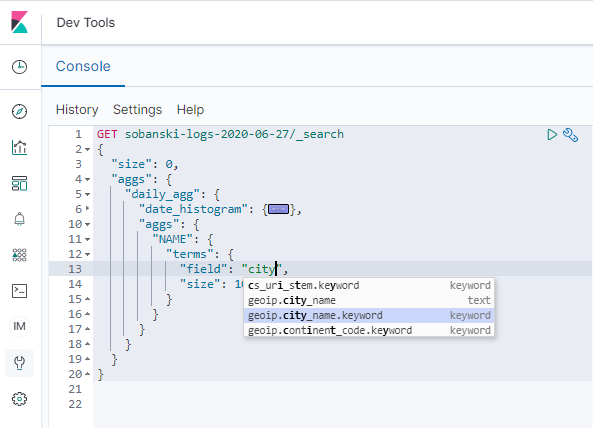 Dev Tools
Console
History Settings Help
1 GET sobanski-logs-2020-06-27/_search
2 {
3 "size": 0,
4 "aggs": {
5 "daily_agg": {
6 "date_histogram": {...},
10 "aggs": {
11 "NAME": {
12 "terms": {
13 "field": "city",
14 "size": 10
cs_uri_stem.keyword keyword
15 }
geoip.city_name text
16 }
geoip.city_name.keyword keyword
17 }
geoip.continent_code.keyword keyword
18 }
19 }
20 }
21
22
IM